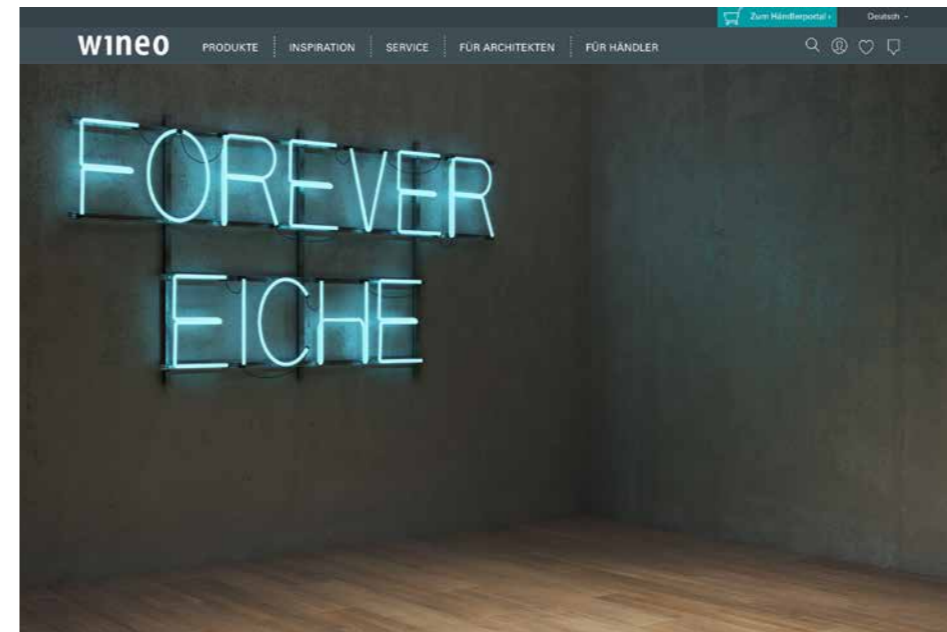 Zum Händlerportal ›
Deutsch
wineo
PRODUKTE
INSPIRATION
SERVICE
FÜR ARCHITEKTEN
FÜR HÄNDLER
FOREVER
EICHE